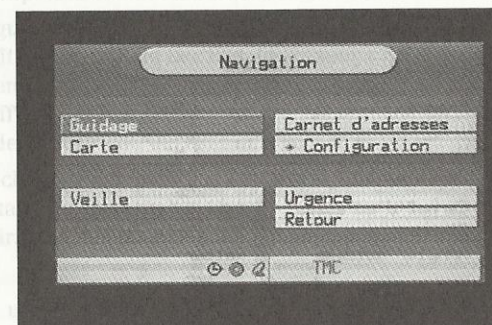 Navigation
Guidage
Carte
Veille
Carnet d'adresses
→ Configuration
Urgence
Retour
TMC